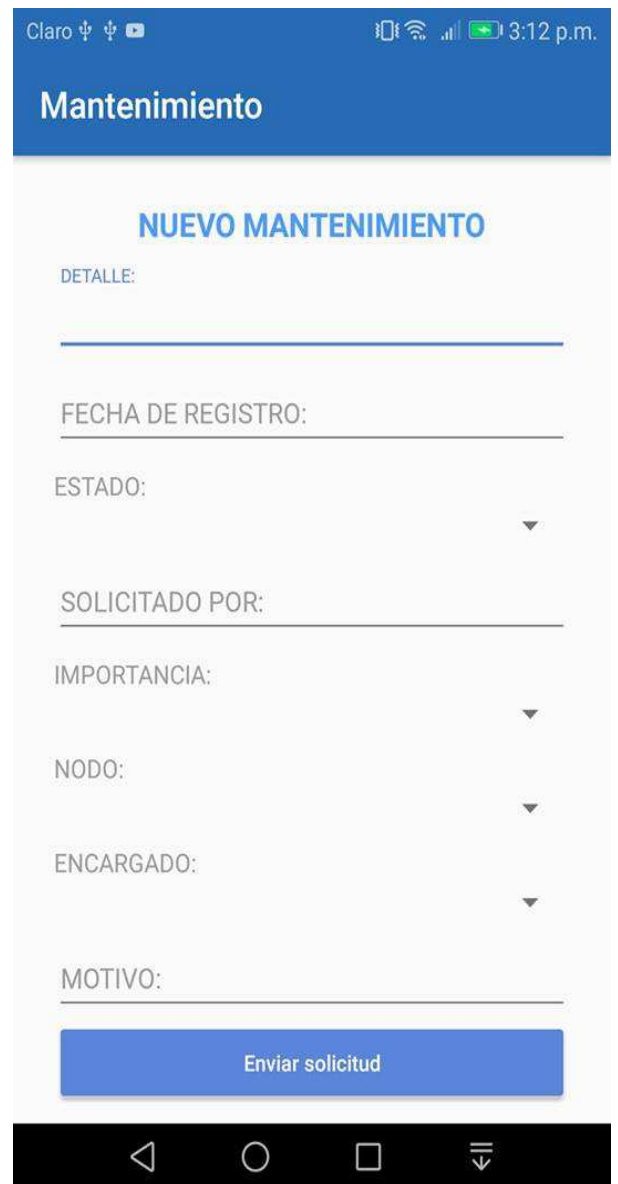 Claro 3:12 p.m.
Mantenimiento
NUEVO MANTENIMIENTO
DETALLE:
FECHA DE REGISTRO:
ESTADO:
SOLICITADO POR:
IMPORTANCIA:
NODO:
ENCARGADO:
MOTIVO:
Enviar solicitud